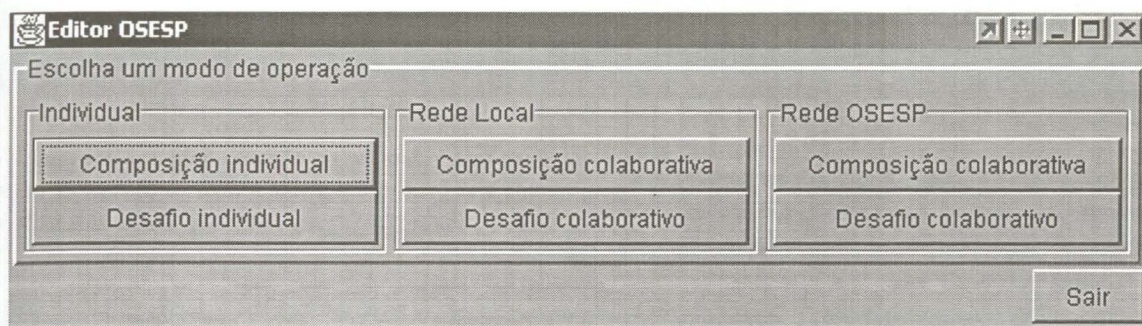 Editor OSESP
Escolha um modo de operação
Individual Rede Local Rede OSESP
Composição individual Composição colaborativa Composição colaborativa
Desafio individual Desafio colaborativo Desafio colaborativo
Sair